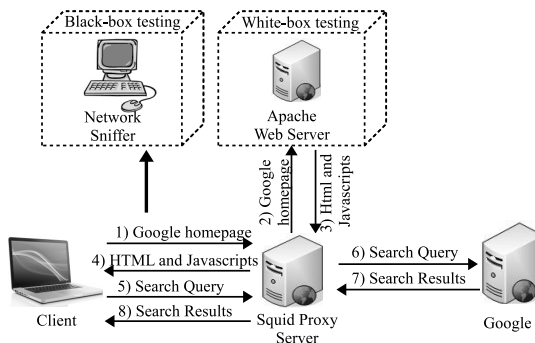 Black-box testing
White-box testing
Network
Sniffer
Apache
Web Server
2) Google
homepage
3) Html and
Javascripts
1) Google homepage
4) HTML and Javascripts
5) Search Query
8) Search Results
6) Search Query
7) Search Results
Client
Squid Proxy
Server
Google